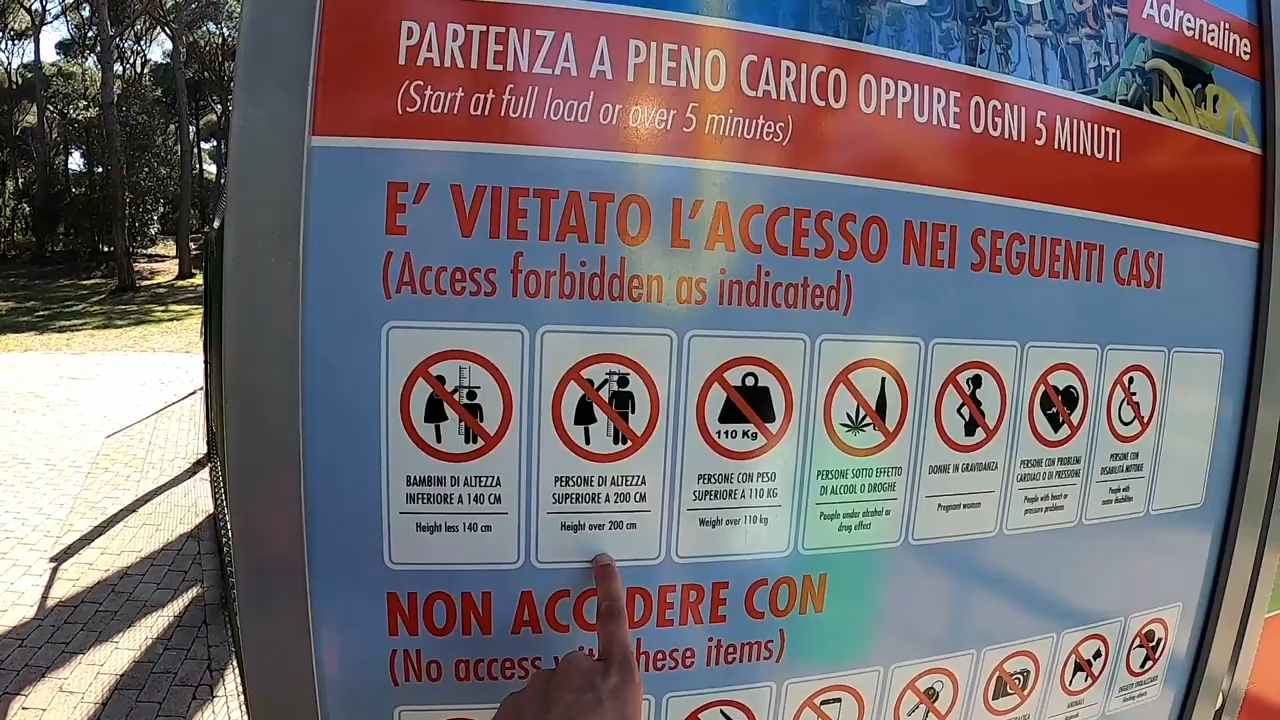 Adrenaline
PARTENZA A PIENO CARICO OPPURE OGNI 5 MINUTI
(Start at full load or over 5 minutes)
E' VIETATO L'ACCESSO NEI SEGUENTI CASI
(Access forbidden as indicated)
BAMBINI DI ALTEZZA
INFERIORE A 140 CM
Height less 140 cm
PERSONE DI ALTEZZA
SUPERIORE A 200 CM
Height over 200 cm
110 Kg
PERSONE CON PESO
SUPERIORE A 110 KG
Weight over 110 kg
PERSONE SOTTO EFFETTO
DI ALCOOL O DROGHE
People under alcohol or
drug effect
DONNE IN GRAVIDANZA
Pregnant woman
PERSONE CON PROBLEMI
CARDIACI O DI PRESSIONE
People with heart or
pressure problems
PERSONE CON
DISABILITÀ MOTORIE
People with
disabilities
NON ACCEDERE CON
(No access with these items)
ANIMALI